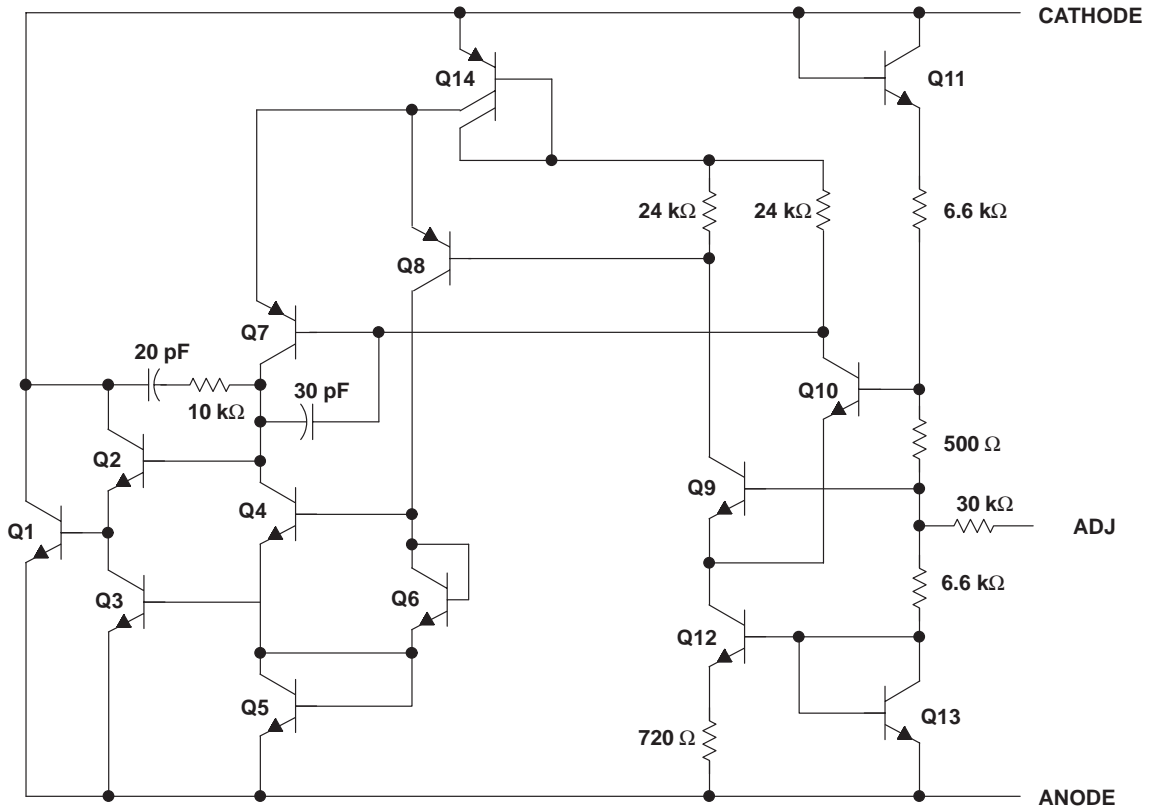 CATHODE
Q14
Q11
24 kΩ
24 kΩ
6.6 kΩ
Q8
Q7
20 pF
30 pF
10 kΩ
Q10
500 Ω
Q2
Q9
Q4
30 kΩ
Q1
ADJ
Q3
Q6
6.6 kΩ
Q12
Q5
Q13
720 Ω
ANODE